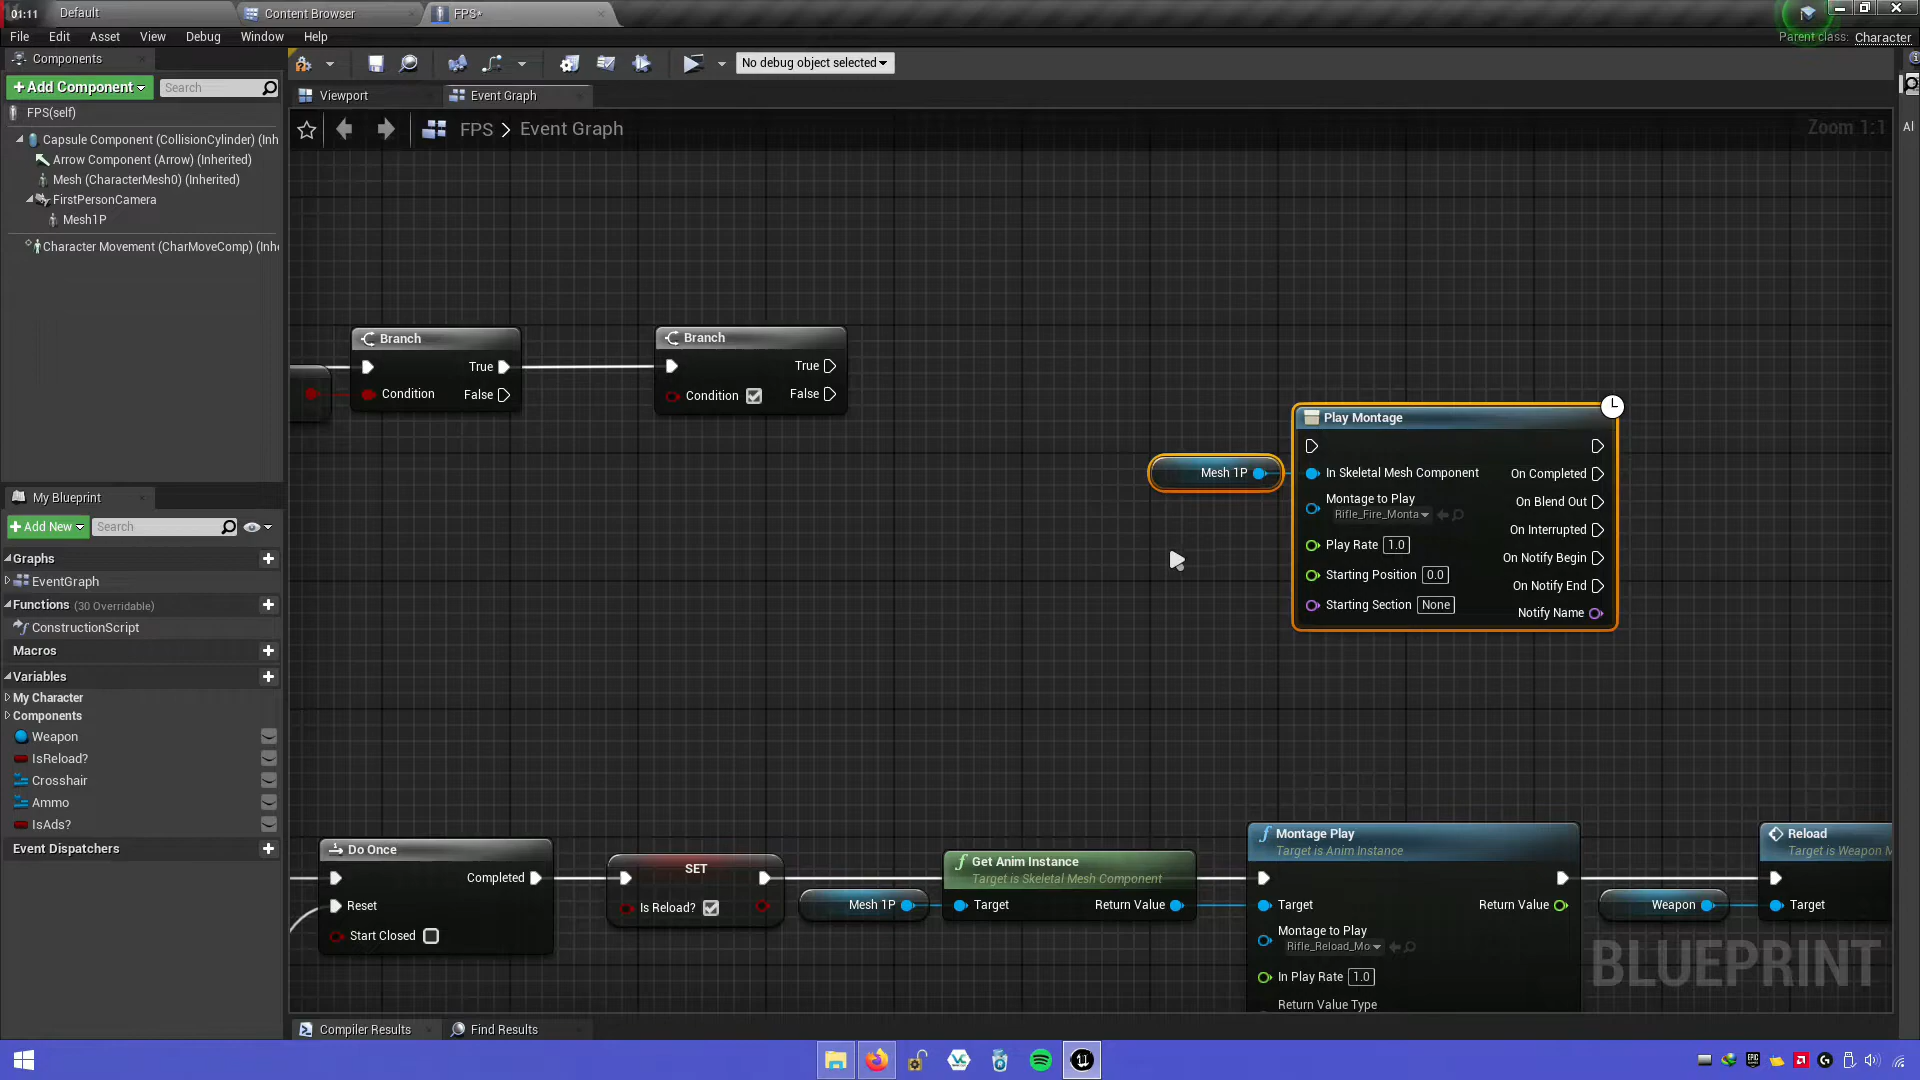 01:11
Default
Content Browser
FPS*
File
Edit
Asset
View
Debug
Window
Help
Parent class: Character
Components
+Add Component
Search
No debug object selected
FPS(self)
Capsule Component (CollisionCylinder) (Inh
Arrow Component (Arrow) (Inherited)
Mesh (CharacterMesh0) (Inherited)
FirstPersonCamera
Mesh1P
Character Movement (CharMoveComp) (Inhe
Viewport
Event Graph
FPS > Event Graph
Zoom 1:1
Al
Branch
True
Condition
False
Branch
True
Condition
False
Play Montage
Mesh 1P
In Skeletal Mesh Component
Montage to Play
Rifle_Fire_Monta
Play Rate 1.0
Starting Position 0.0
Starting Section None
On Completed
On Blend Out
On Interrupted
On Notify Begin
On Notify End
Notify Name
My Blueprint
+Add New
Search
Graphs
EventGraph
Functions (30 Overridable)
ConstructionScript
Macros
Variables
My Character
Components
Weapon
IsReload?
Crosshair
Ammo
IsAds?
Event Dispatchers
Do Once
Completed
Reset
Start Closed
SET
Is Reload?
Mesh 1P
Get Anim Instance
Target is Skeletal Mesh Component
Target
Return Value
Montage Play
Target is Anim Instance
Target
Return Value
Montage to Play
Rifle_Reload_Mo
In Play Rate 1.0
Return Value Type
Weapon
Reload
Target is Weapon M
Target
BLUEPRINT
Compiler Results
Find Results